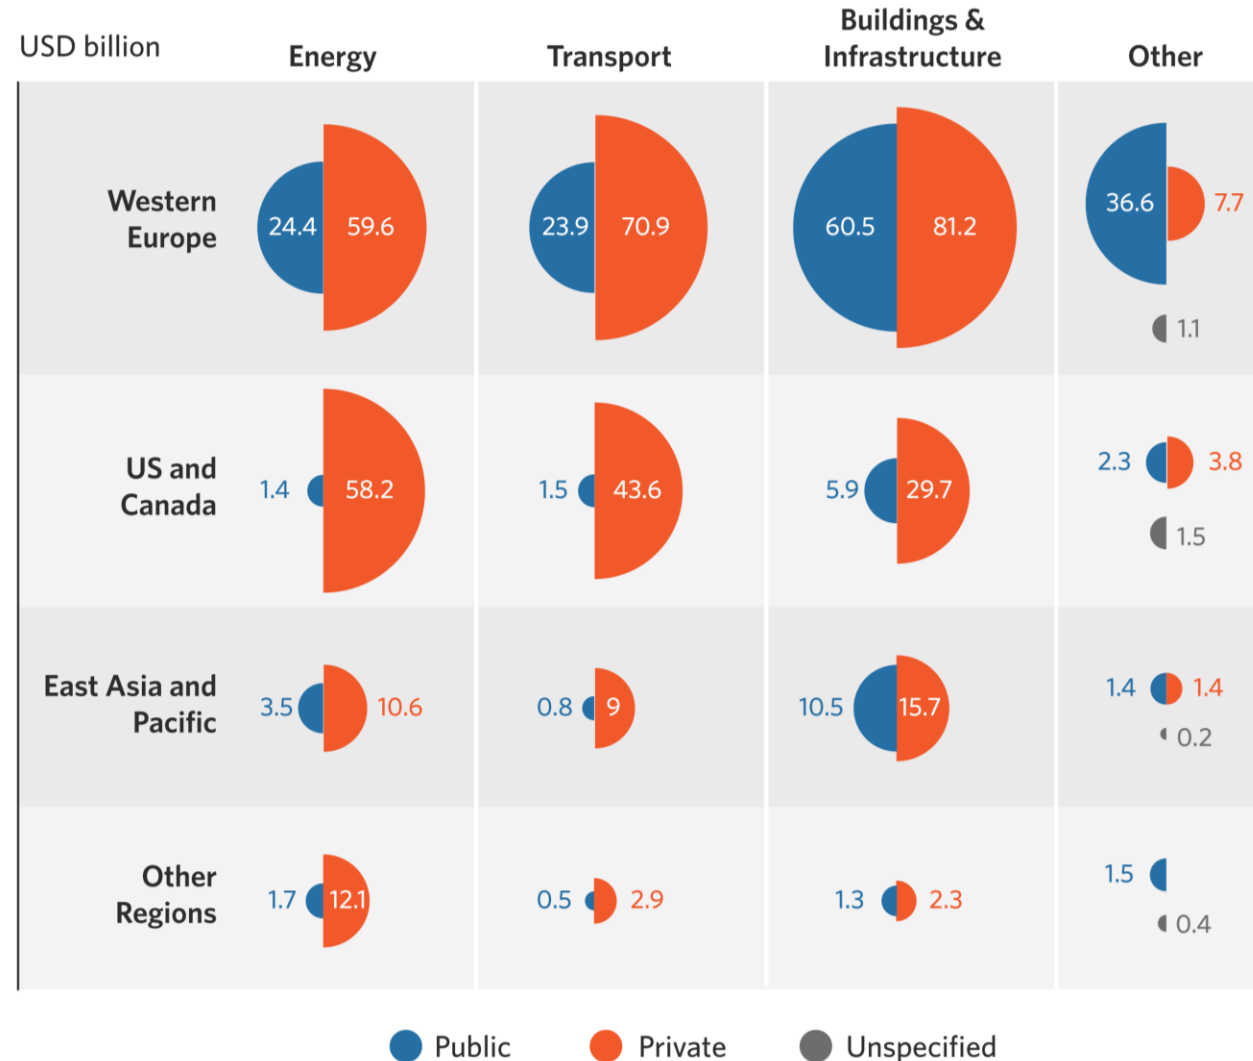 USD billion
Energy
Transport
Buildings &
Infrastructure
Other
Western
Europe
24.4
59.6
23.9
70.9
60.5
81.2
36.6
7.7
1.1
US and
Canada
1.4
58.2
1.5
43.6
5.9
29.7
2.3
3.8
1.5
East Asia and
Pacific
3.5
10.6
0.8
9
10.5
15.7
1.4
1.4
0.2
Other
Regions
1.7
12.1
0.5
2.9
1.3
2.3
1.5
0.4
Public
Private
Unspecified